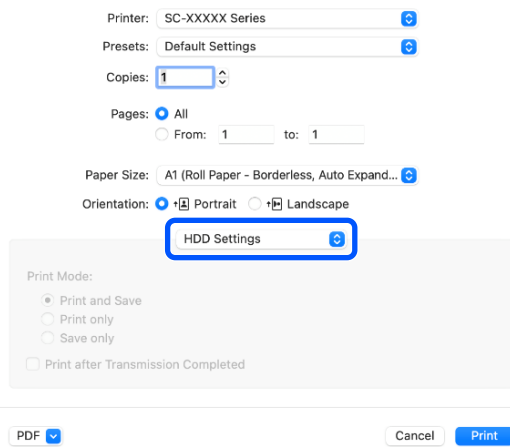 Printer: SC-XXXXX Series
Presets: Default Settings
Copies: 1
Pages: All
From: 1 to: 1
Paper Size: A1 (Roll Paper - Borderless, Auto Expand...
Orientation: Portrait Landscape
HDD Settings
Print Mode:
Print and Save
Print only
Save only
Print after Transmission Completed
PDF Cancel Print